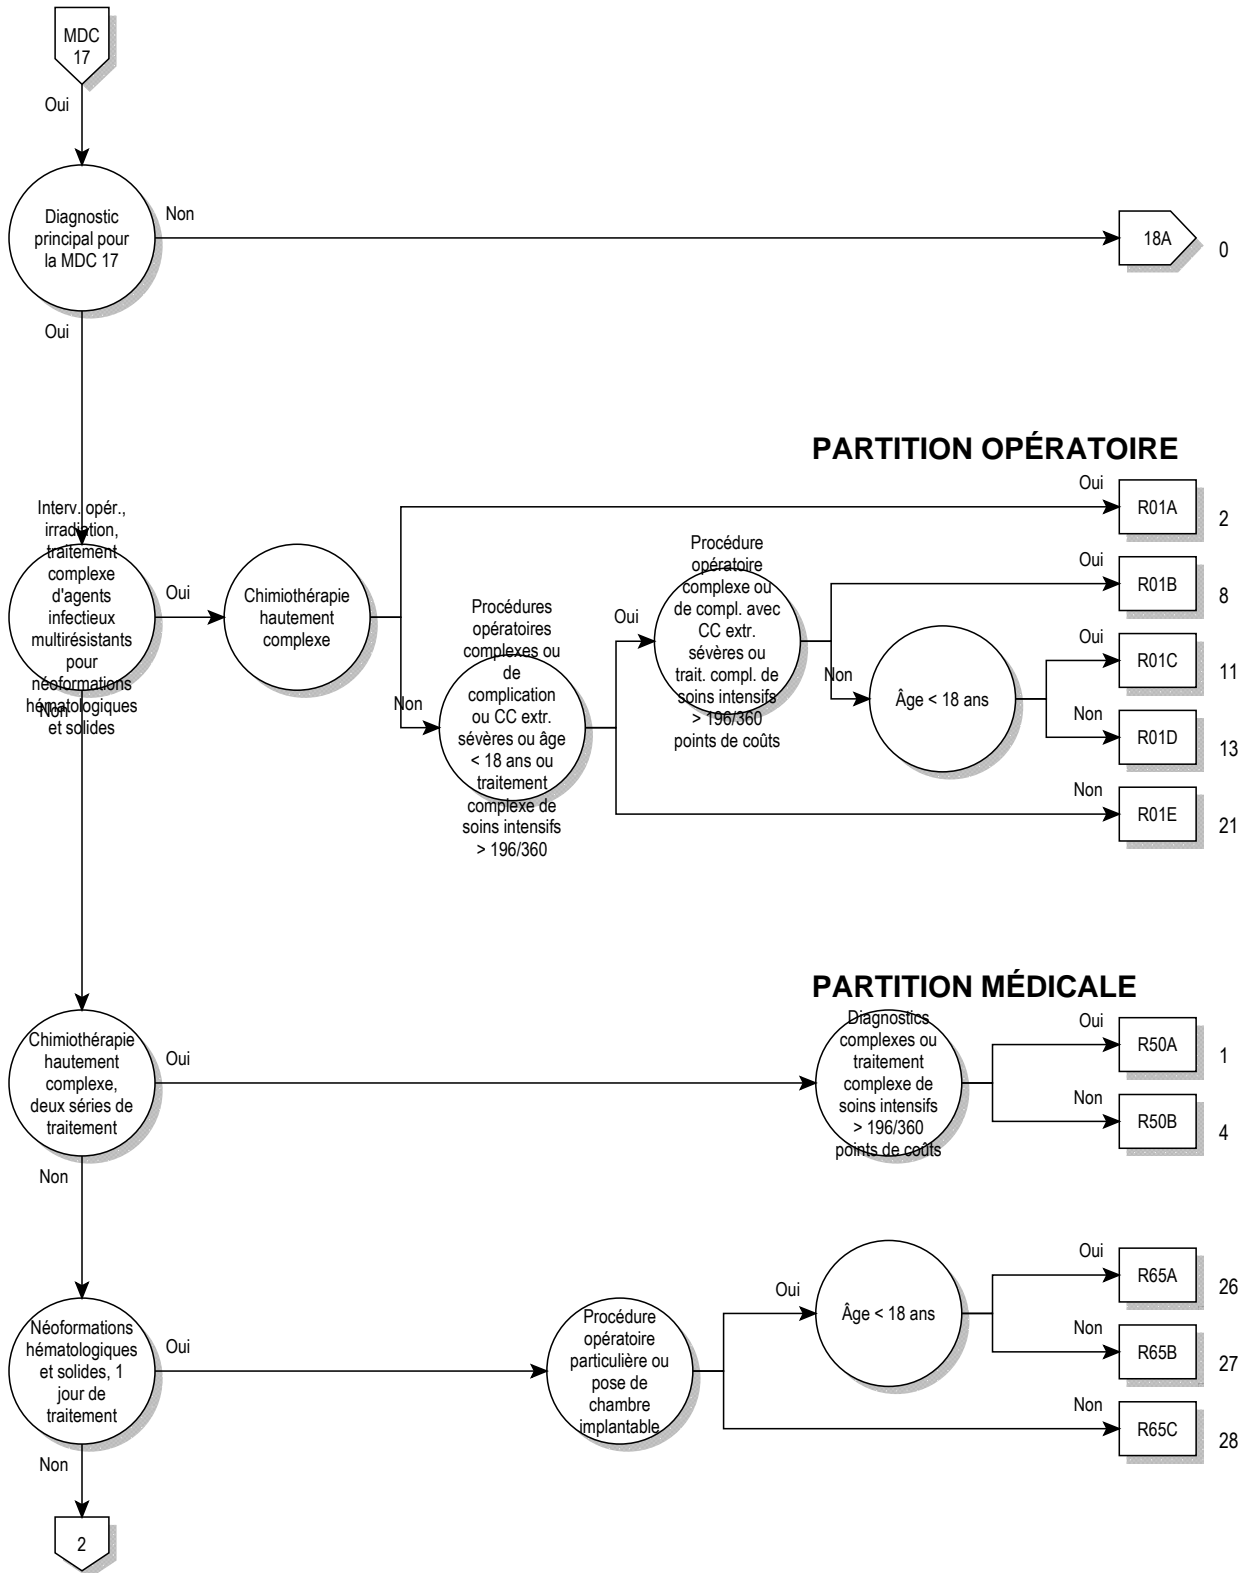 MDC
17
Oui
Diagnostic
principal pour
la MDC 17
Non
18A
0
Oui
PARTITION OPÉRATOIRE
Interv. opér.,
irradiation,
traitement
complexe
d'agents
infectieux
multirésistants
pour
néoformations
hématologiques
et solides
Oui
Non
Chimiothérapie
hautement
complexe
Oui
R01A
2
Non
Procédures
opératoires
complexes ou
de
complication
ou CC extr.
sévères ou âge
< 18 ans ou
traitement
complexe de
soins intensifs
> 196/360
Oui
Procédure
opératoire
complexe ou
de compl. avec
CC extr.
sévères ou
trait. compl. de
soins intensifs
> 196/360
points de coûts
Oui
R01B
8
Non
Âge < 18 ans
Oui
R01C
11
Non
R01D
13
Non
R01E
21
PARTITION MÉDICALE
Chimiothérapie
hautement
complexe,
deux séries de
traitement
Oui
Diagnostics
complexes ou
traitement
complexe de
soins intensifs
> 196/360
points de coûts
Oui
R50A
1
Non
R50B
4
Non
Néoformations
hématologiques
et solides, 1
jour de
traitement
Oui
Procédure
opératoire
particulière ou
pose de
chambre
implantable
Oui
Âge < 18 ans
Oui
R65A
26
Non
R65B
27
Non
R65C
28
Non
2